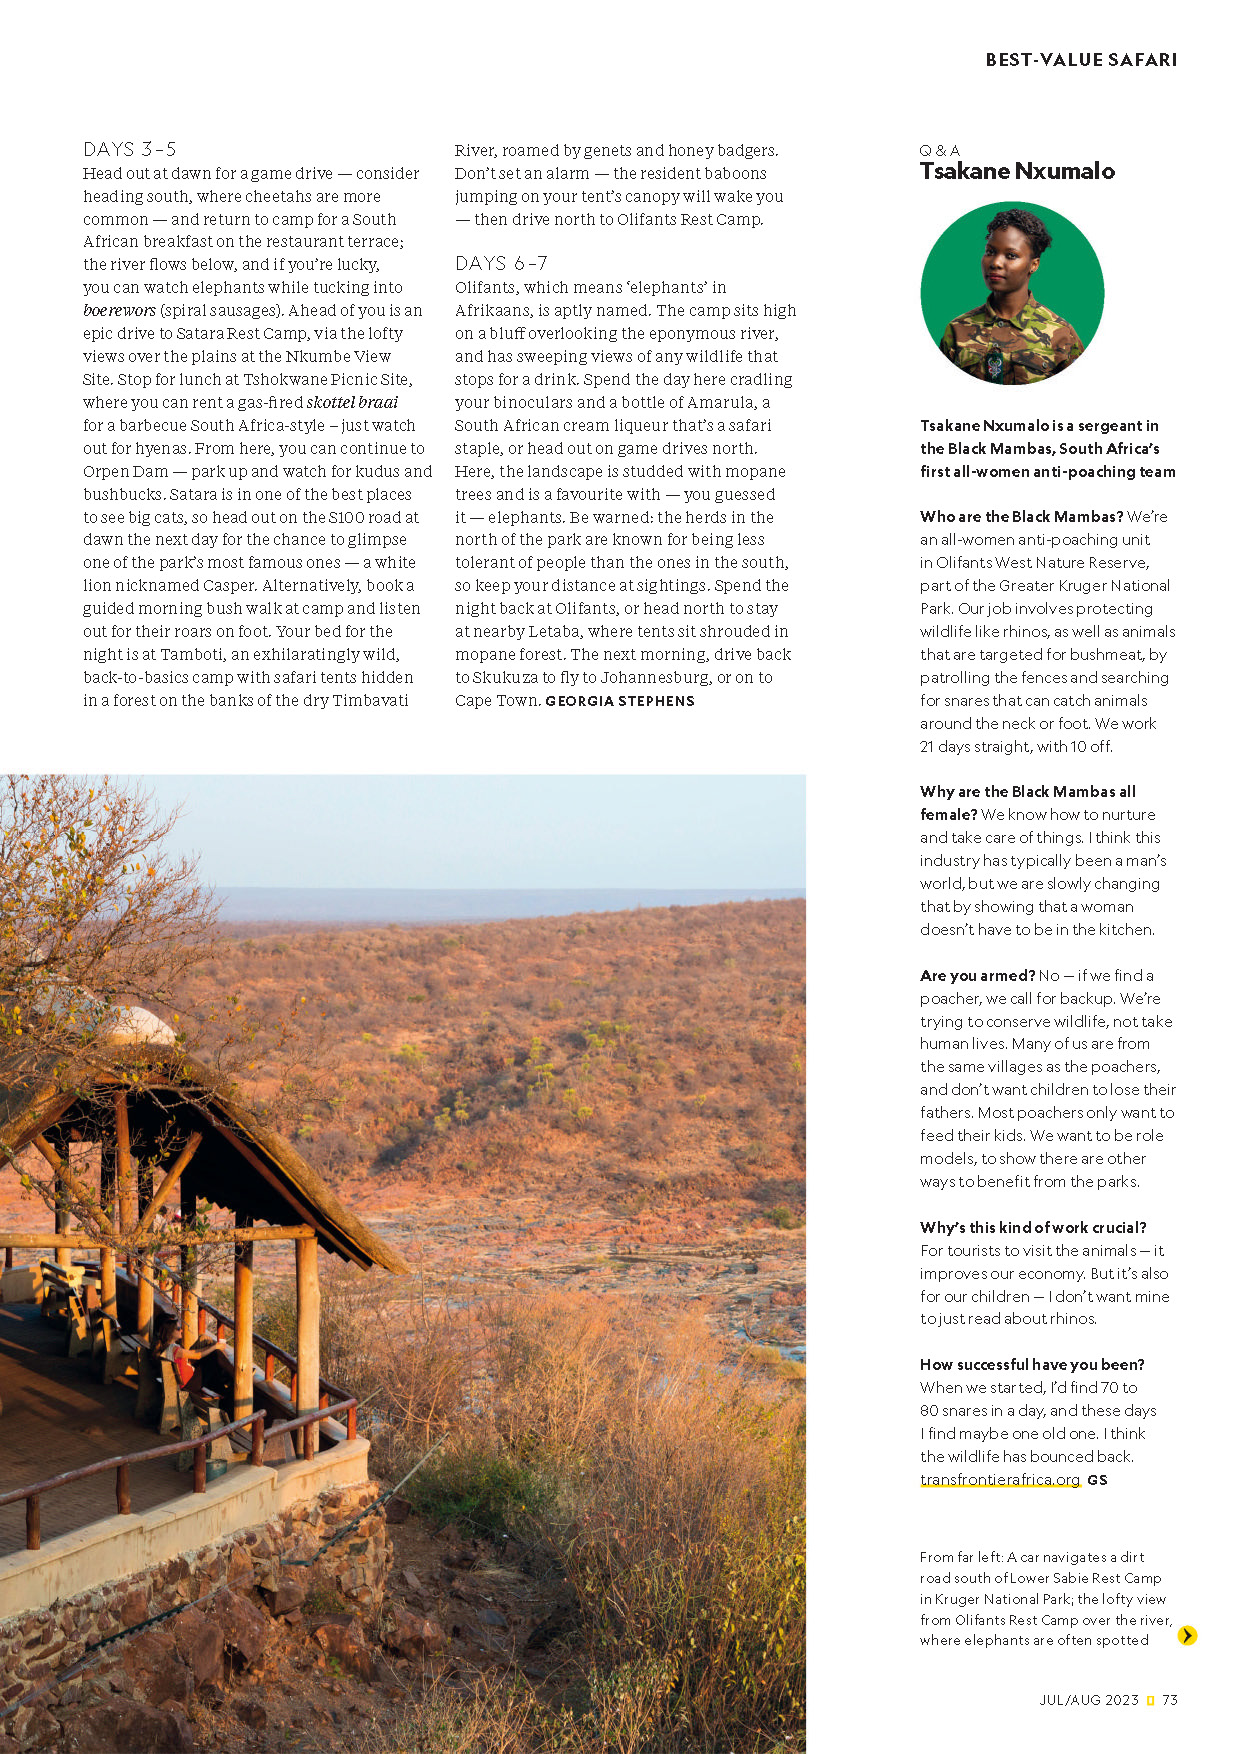 BEST-VALUE SAFARI
DAYS 3–5
Head out at dawn for a game drive — consider
heading south, where cheetahs are more
common — and return to camp for a South
African breakfast on the restaurant terrace;
the river flows below, and if you're lucky,
you can watch elephants while tucking into
boerewors (spiral sausages). Ahead of you is an
epic drive to Satara Rest Camp, via the lofty
views over the plains at the Nkumbe View
Site. Stop for lunch at Tshokwane Picnic Site,
where you can rent a gas-fired skottel braai
for a barbecue South Africa-style – just watch
out for hyenas. From here, you can continue to
Orpen Dam — park up and watch for kudus and
bushbucks. Satara is in one of the best places
to see big cats, so head out on the S100 road at
dawn the next day for the chance to glimpse
one of the park's most famous ones — a white
lion nicknamed Casper. Alternatively, book a
guided morning bush walk at camp and listen
out for their roars on foot. Your bed for the
night is at Tamboti, an exhilaratingly wild,
back-to-basics camp with safari tents hidden
in a forest on the banks of the dry Timbavati
River, roamed by genets and honey badgers.
Don't set an alarm — the resident baboons
jumping on your tent's canopy will wake you
— then drive north to Olifants Rest Camp.
DAYS 6–7
Olifants, which means 'elephants' in
Afrikaans, is aptly named. The camp sits high
on a bluff overlooking the eponymous river,
and has sweeping views of any wildlife that
stops for a drink. Spend the day here cradling
your binoculars and a bottle of Amarula, a
South African cream liqueur that's a safari
staple, or head out on game drives north.
Here, the landscape is studded with mopane
trees and is a favourite with — you guessed
it — elephants. Be warned: the herds in the
north of the park are known for being less
tolerant of people than the ones in the south,
so keep your distance at sightings. Spend the
night back at Olifants, or head north to stay
at nearby Letaba, where tents sit shrouded in
mopane forest. The next morning, drive back
to Skukuza to fly to Johannesburg, or on to
Cape Town. GEORGIA STEPHENS
Q & A
Tsakane Nxumalo
Tsakane Nxumalo is a sergeant in
the Black Mambas, South Africa's
first all-women anti-poaching team
Who are the Black Mambas? We're
an all-women anti-poaching unit
in Olifants West Nature Reserve,
part of the Greater Kruger National
Park. Our job involves protecting
wildlife like rhinos, as well as animals
that are targeted for bushmeat, by
patrolling the fences and searching
for snares that can catch animals
around the neck or foot. We work
21 days straight, with 10 off.
Why are the Black Mambas all
female? We know how to nurture
and take care of things. I think this
industry has typically been a man's
world, but we are slowly changing
that by showing that a woman
doesn't have to be in the kitchen.
Are you armed? No — if we find a
poacher, we call for backup. We're
trying to conserve wildlife, not take
human lives. Many of us are from
the same villages as the poachers,
and don't want children to lose their
fathers. Most poachers only want to
feed their kids. We want to be role
models, to show there are other
ways to benefit from the parks.
Why's this kind of work crucial?
For tourists to visit the animals — it
improves our economy. But it's also
for our children — I don't want mine
to just read about rhinos.
How successful have you been?
When we started, I'd find 70 to
80 snares in a day, and these days
I find maybe one old one. I think
the wildlife has bounced back.
transfrontierafrica.org GS
From far left: A car navigates a dirt
road south of Lower Sabie Rest Camp
in Kruger National Park; the lofty view
from Olifants Rest Camp over the river,
where elephants are often spotted
JUL/AUG 2023 73